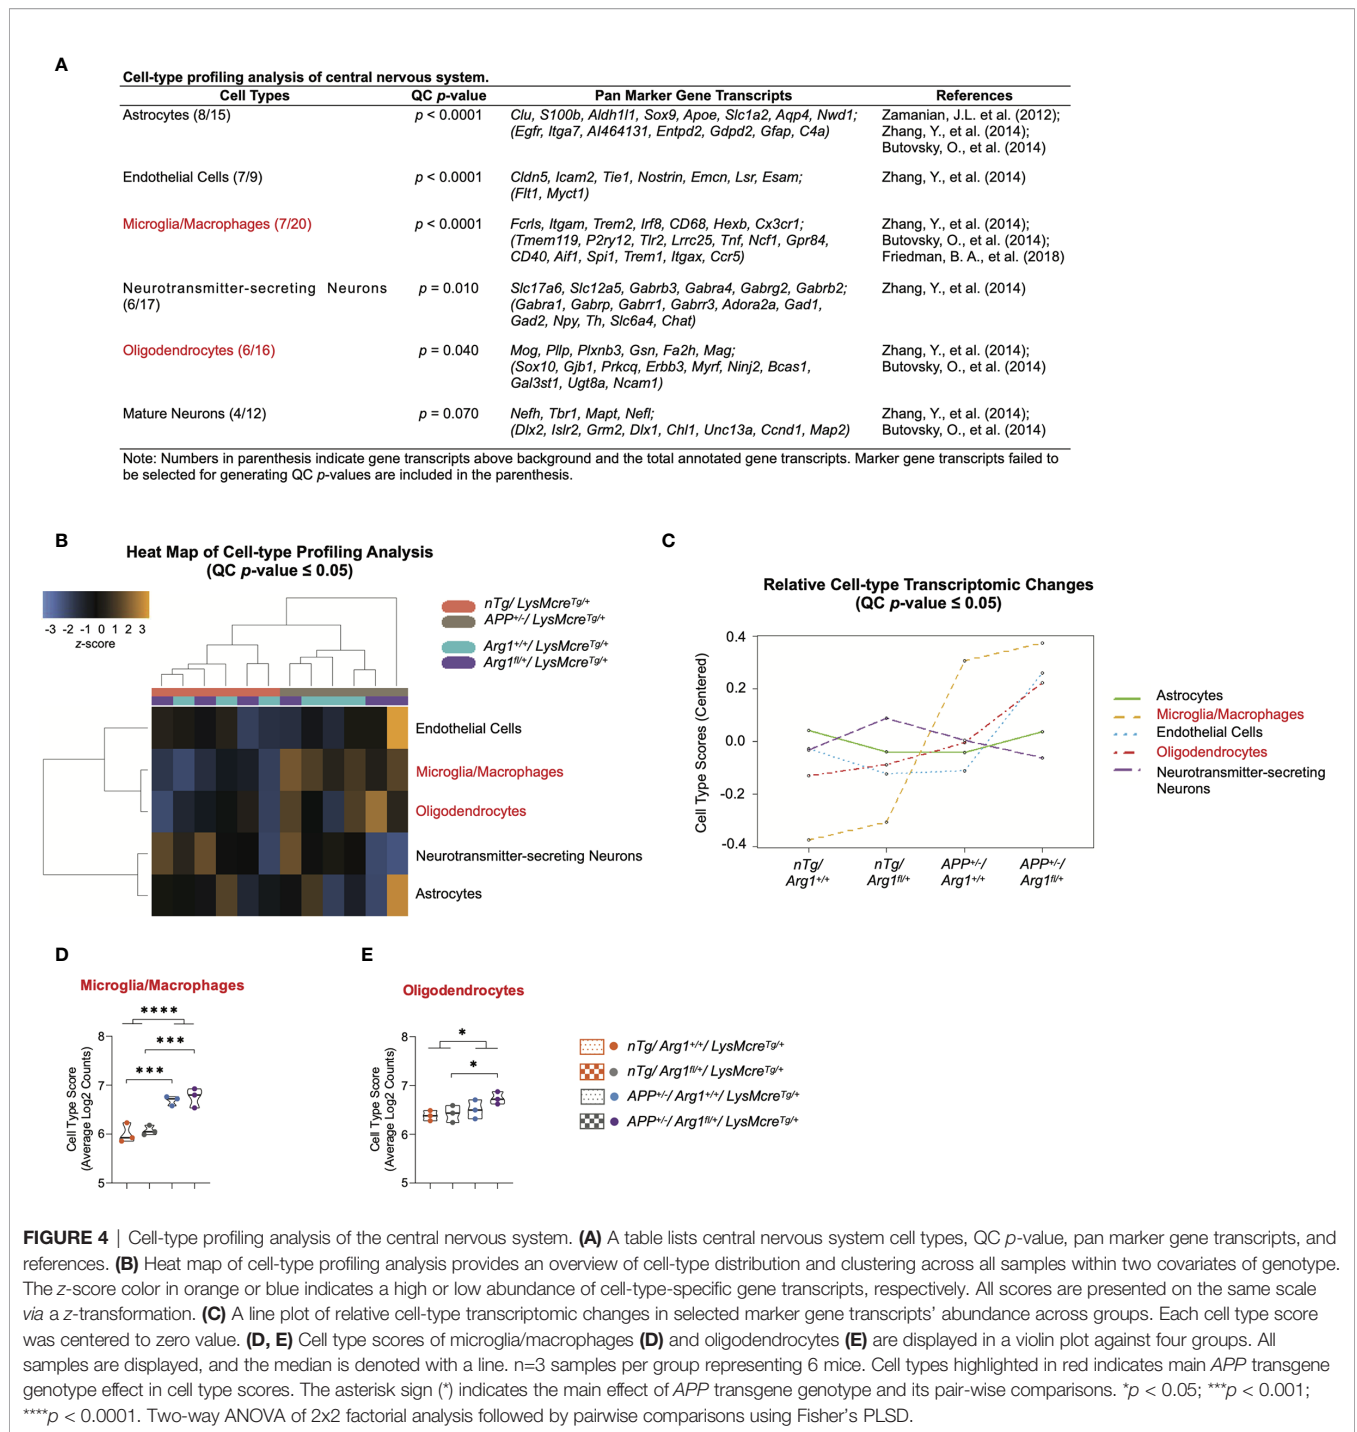 A
Cell-type profiling analysis of central nervous system.
Cell Types QC p-value Pan Marker Gene Transcripts References
Astrocytes (8/15) p < 0.0001 Clu, S100b, Aldh1l1, Sox9, Apoe, Slc1a2, Aqp4, Nwd1; Zamanian, J.L. et al. (2012);
(Egfr, Itga7, AI464131, Entpd2, Gdpd2, Gfap, C4a) Zhang, Y., et al. (2014);
Butovsky, O., et al. (2014)
Endothelial Cells (7/9) p < 0.0001 Cldn5, Icam2, Tie1, Nostrin, Emcn, Lsr, Esam; Zhang, Y., et al. (2014)
(Flt1, Myct1)
Microglia/Macrophages (7/20) p < 0.0001 Fcrls, Itgam, Trem2, Irf8, CD68, Hexb, Cx3cr1; Zhang, Y., et al. (2014);
(Tmem119, P2ry12, Tlr2, Lrrc25, Tnf, Ncf1, Gpr84, Butovsky, O., et al. (2014);
CD40, Aif1, Spi1, Trem1, Itgax, Ccr5) Friedman, B. A., et al. (2018)
Neurotransmitter-secreting Neurons p = 0.010 Slc17a6, Slc12a5, Gabrb3, Gabra4, Gabrg2, Gabrb2; Zhang, Y., et al. (2014)
(6/17) (Gabra1, Gabrp, Gabrr1, Gabrr3, Adora2a, Gad1,
Gad2, Npy, Th, Slc6a4, Chat)
Oligodendrocytes (6/16) p = 0.040 Mog, Pllp, Plxnb3, Gsn, Fa2h, Mag; Zhang, Y., et al. (2014);
(Sox10, Gjb1, Prkcq, Erbb3, Myrf, Ninj2, Bcas1, Butovsky, O., et al. (2014)
Gal3st1, Ugt8a, Ncam1)
Mature Neurons (4/12) p = 0.070 Nefh, Tbr1, Mapt, Nefl; Zhang, Y., et al. (2014);
(Dlx2, Islr2, Grm2, Dlx1, Chl1, Unc13a, Ccnd1, Map2) Butovsky, O., et al. (2014)
Note: Numbers in parenthesis indicate gene transcripts above background and the total annotated gene transcripts. Marker gene transcripts failed to
be selected for generating QC p-values are included in the parenthesis.
B
Heat Map of Cell-type Profiling Analysis
(QC p-value ≤ 0.05)
-3 -2 -1 0 1 2 3
z-score
nTg/ LysMcreTg/+
APP+/-/ LysMcreTg/+
Arg1+/+/ LysMcreTg/+
Arg1fl/+/ LysMcreTg/+
Endothelial Cells
Microglia/Macrophages
Oligodendrocytes
Neurotransmitter-secreting Neurons
Astrocytes
C
Relative Cell-type Transcriptomic Changes
(QC p-value ≤ 0.05)
Cell Type Scores (Centered)
0.4
0.2
0.0
-0.2
-0.4
nTg/ nTg/ APP+/-/ APP+/-/
Arg1+/+ Arg1fl/+ Arg1+/+ Arg1fl/+
Astrocytes
Microglia/Macrophages
Endothelial Cells
Oligodendrocytes
Neurotransmitter-secreting
Neurons
D
Microglia/Macrophages
Cell Type Score
(Average Log2 Counts)
8
7
6
5
****
***
***
E
Oligodendrocytes
Cell Type Score
(Average Log2 Counts)
8
7
6
5
*
*
nTg/ Arg1+/+/ LysMcreTg/+
nTg/ Arg1fl/+/ LysMcreTg/+
APP+/-/ Arg1+/+/ LysMcreTg/+
APP+/-/ Arg1fl/+/ LysMcreTg/+
FIGURE 4 | Cell-type profiling analysis of the central nervous system. (A) A table lists central nervous system cell types, QC p-value, pan marker gene transcripts, and
references. (B) Heat map of cell-type profiling analysis provides an overview of cell-type distribution and clustering across all samples within two covariates of genotype.
The z-score color in orange or blue indicates a high or low abundance of cell-type-specific gene transcripts, respectively. All scores are presented on the same scale
via a z-transformation. (C) A line plot of relative cell-type transcriptomic changes in selected marker gene transcripts’ abundance across groups. Each cell type score
was centered to zero value. (D, E) Cell type scores of microglia/macrophages (D) and oligodendrocytes (E) are displayed in a violin plot against four groups. All
samples are displayed, and the median is denoted with a line. n=3 samples per group representing 6 mice. Cell types highlighted in red indicates main APP transgene
genotype effect in cell type scores. The asterisk sign (*) indicates the main effect of APP transgene genotype and its pair-wise comparisons. *p < 0.05; ***p < 0.001;
****p < 0.0001. Two-way ANOVA of 2x2 factorial analysis followed by pairwise comparisons using Fisher’s PLSD.